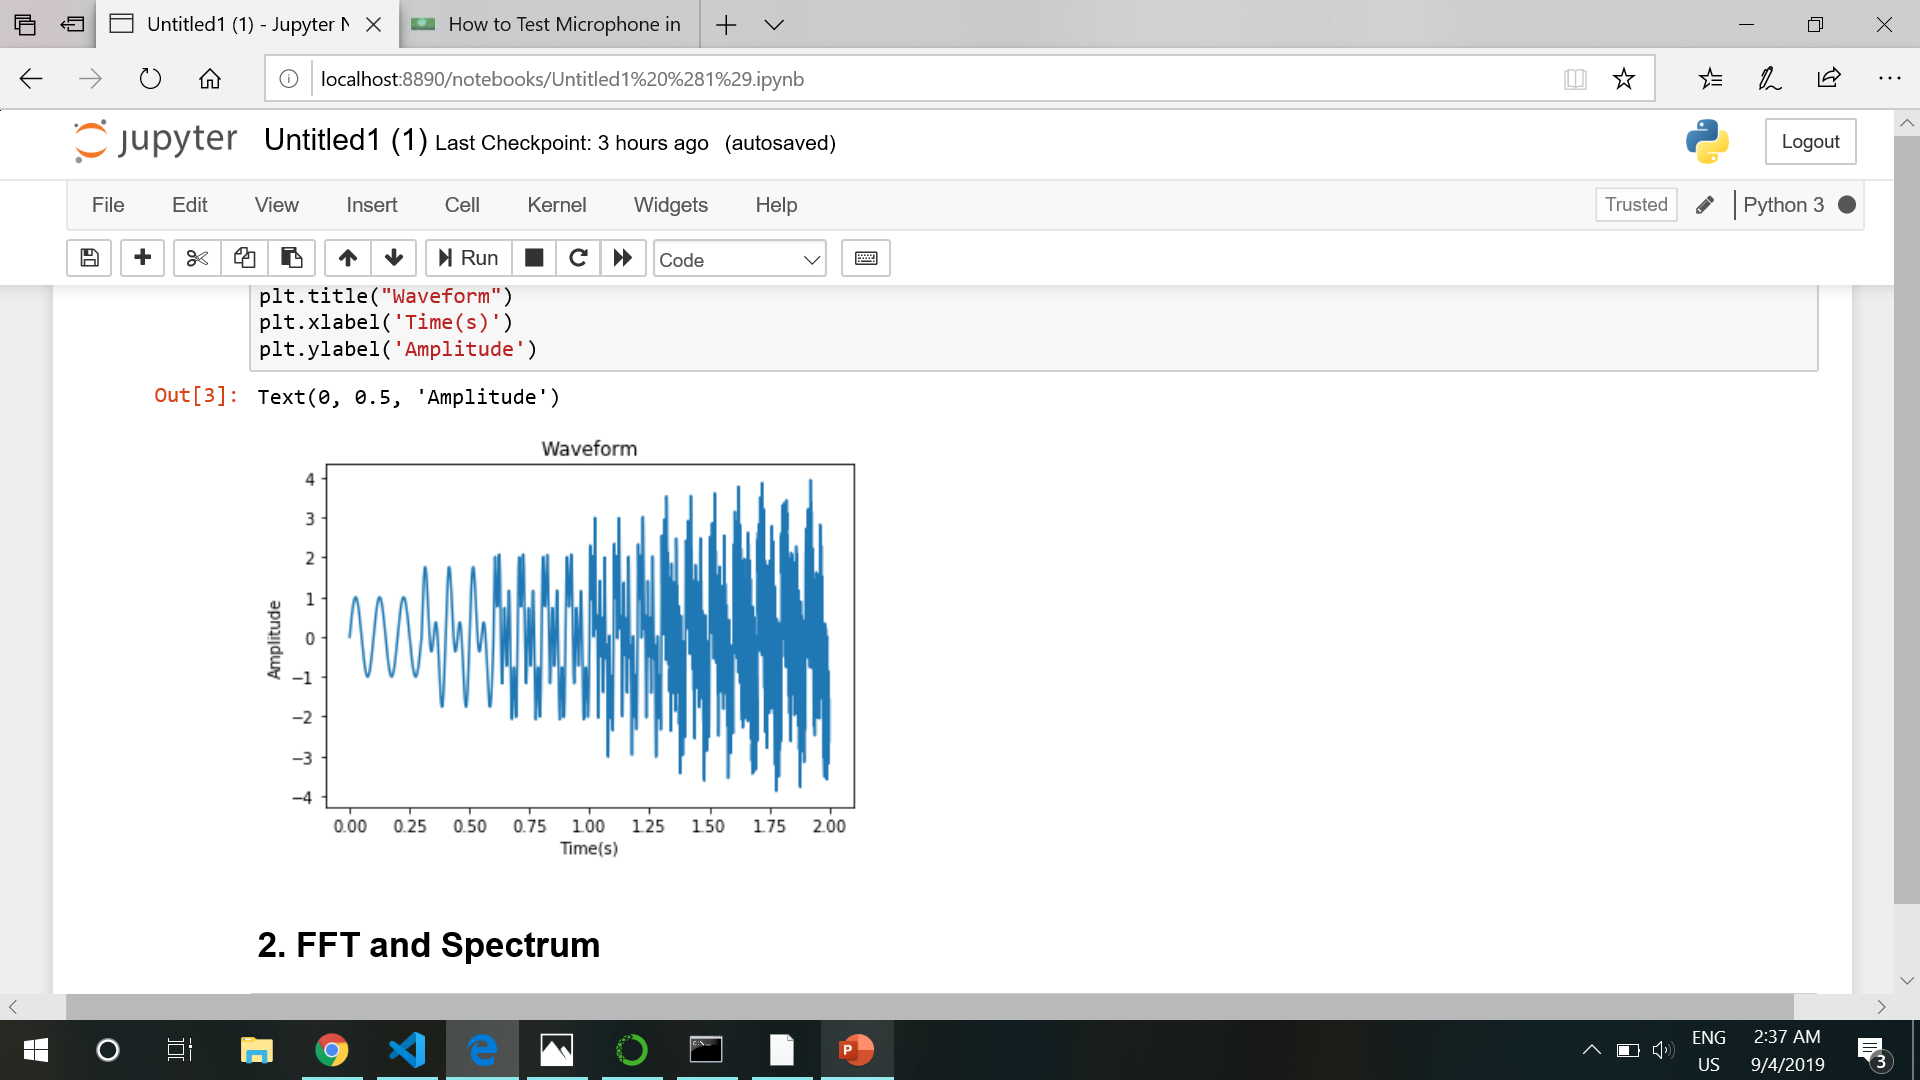 Untitled1 (1) - Jupyter N
How to Test Microphone in
localhost:8890/notebooks/Untitled1%20%281%29.ipynb
jupyter Untitled1 (1) Last Checkpoint: 3 hours ago (autosaved)
Logout
File Edit View Insert Cell Kernel Widgets Help
Trusted
Python 3
Run
Code
plt.title("Waveform")
plt.xlabel('Time(s)')
plt.ylabel('Amplitude')
Out[3]: Text(0, 0.5, 'Amplitude')
Waveform
4
3
2
1
0
−1
−2
−3
−4
Amplitude
0.00 0.25 0.50 0.75 1.00 1.25 1.50 1.75 2.00
Time(s)
2. FFT and Spectrum
ENG
US
2:37 AM
9/4/2019
3